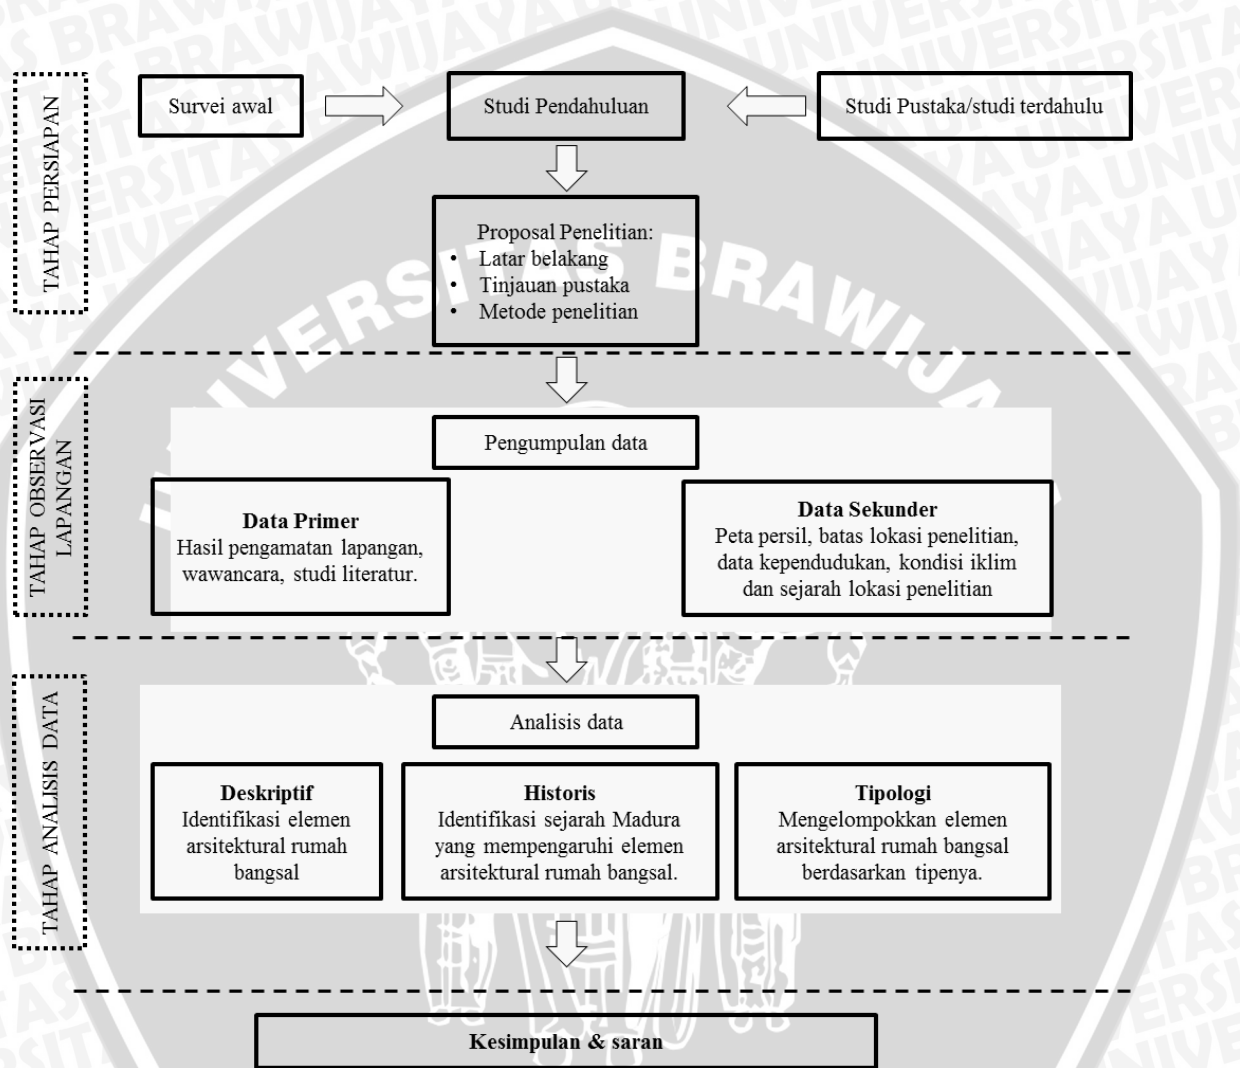 TAHAP PERSIAPAN
Survei awal
Studi Pendahuluan
Studi Pustaka/studi terdahulu
Proposal Penelitian:
• Latar belakang
• Tinjauan pustaka
• Metode penelitian
UNIVERSITAS BRAWIJAYA
TAHAP OBSERVASI
LAPANGAN
Pengumpulan data
Data Primer
Hasil pengamatan lapangan,
wawancara, studi literatur.
Data Sekunder
Peta persil, batas lokasi penelitian,
data kependudukan, kondisi iklim
dan sejarah lokasi penelitian
TAHAP ANALISIS DATA
Analisis data
Deskriptif
Identifikasi elemen
arsitektural rumah
bangsal
Historis
Identifikasi sejarah Madura
yang mempengaruhi elemen
arsitektural rumah bangsal.
Tipologi
Mengelompokkan elemen
arsitektural rumah bangsal
berdasarkan tipenya.
Kesimpulan & saran